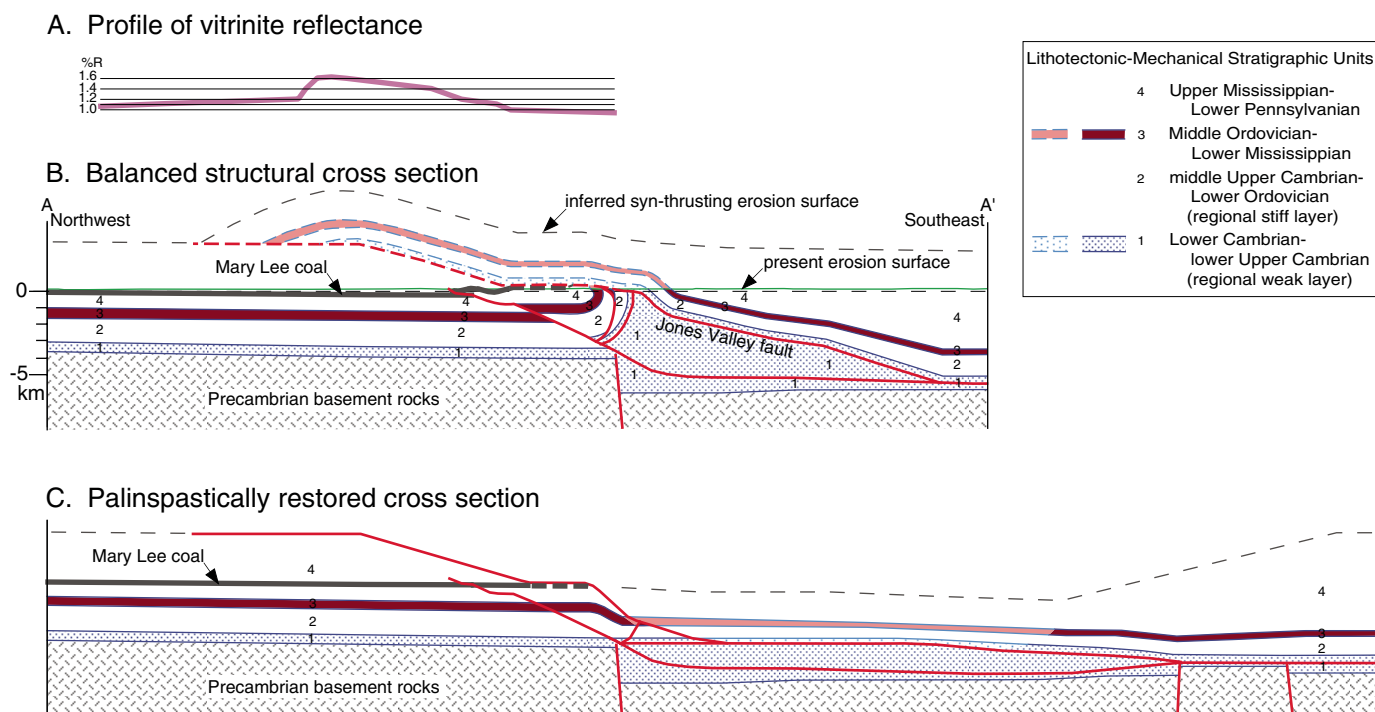 A. Profile of vitrinite reflectance
%R
1.6
1.4
1.2
1.0
Lithotectonic-Mechanical Stratigraphic Units
4 Upper Mississippian-
Lower Pennsylvanian
3 Middle Ordovician-
Lower Mississippian
2 middle Upper Cambrian-
Lower Ordovician
(regional stiff layer)
1 Lower Cambrian-
lower Upper Cambrian
(regional weak layer)
B. Balanced structural cross section
A
A'
Northwest
inferred syn-thrusting erosion surface
Southeast
Mary Lee coal
present erosion surface
0
4
4
4
2
2
3
4
3
3
3
4
2
2
2
1
Jones Valley fault
3
2
1
1
1
1
1
1
-5
km
Precambrian basement rocks
C. Palinspastically restored cross section
Mary Lee coal
4
4
3
2
1
3
2
1
Precambrian basement rocks